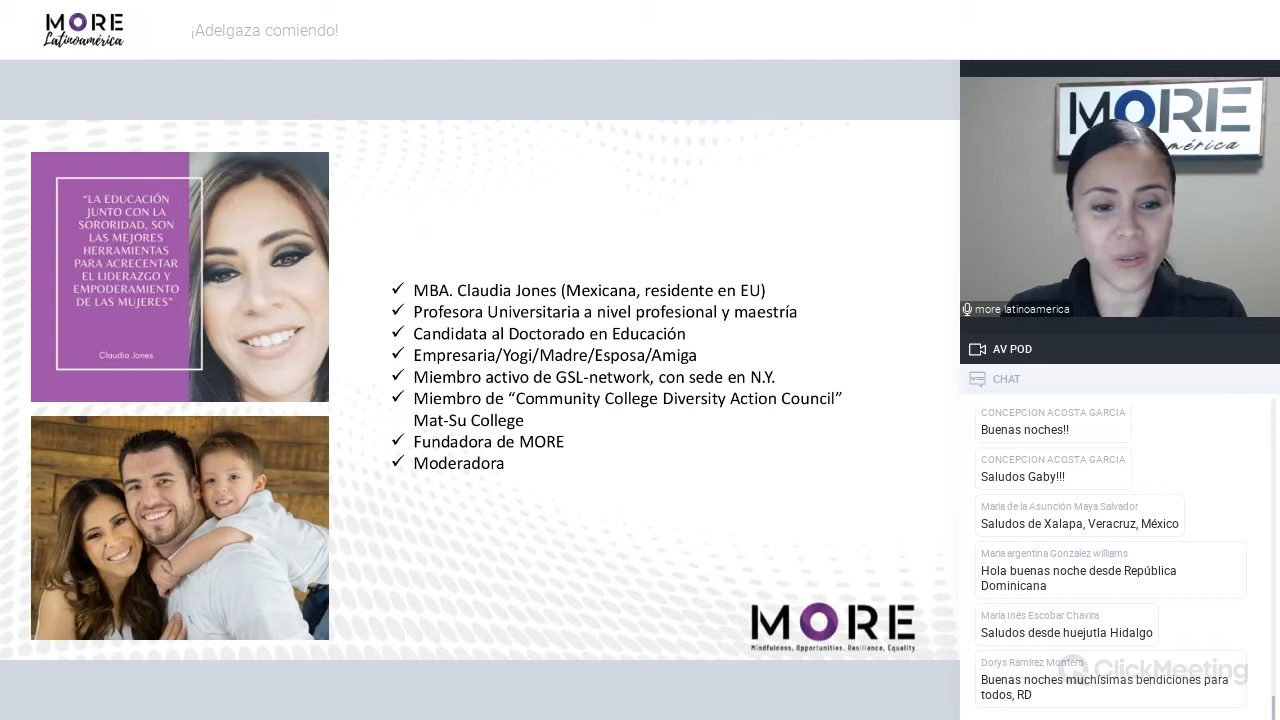 MORE
Latinoamérica
¡Adelgaza comiendo!
"LA EDUCACIÓN
JUNTO CON LA
SORORIDAD, SON
LAS MEJORES
HERRAMIENTAS
PARA ACRECENTAR
EL LIDERAZGO Y
EMPODERAMIENTO
DE LAS MUJERES"
Claudia Jones
✓ MBA. Claudia Jones (Mexicana, residente en EU)
✓ Profesora Universitaria a nivel profesional y maestría
✓ Candidata al Doctorado en Educación
✓ Empresaria/Yogi/Madre/Esposa/Amiga
✓ Miembro activo de GSL-network, con sede en N.Y.
✓ Miembro de “Community College Diversity Action Council”
Mat-Su College
✓ Fundadora de MORE
✓ Moderadora
MORE
Mindfulness, Opportunities, Resilience, Equality
MORE
mérica
more latinoamerica
AV POD
CHAT
CONCEPCION ACOSTA GARCIA
Buenas noches!!
CONCEPCION ACOSTA GARCIA
Saludos Gaby!!!
María de la Asunción Maya Salvador
Saludos de Xalapa, Veracruz, México
Maria argentina Gonzalez williams
Hola buenas noche desde República
Dominicana
María Inés Escobar Chavira
Saludos desde huejutla Hidalgo
Dorys Ramírez Montero
ClickMeeting
Buenas noches muchísimas bendiciones para
todos, RD